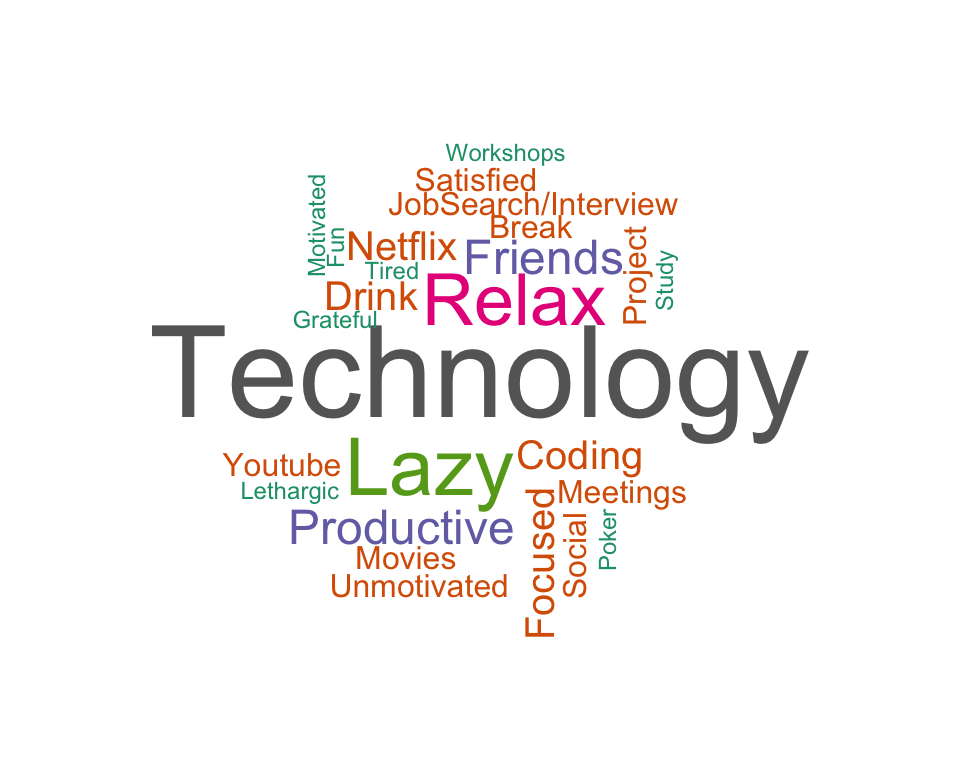 Workshops
Satisfied
JobSearch/Interview
Break
Motivated
Fun
Netflix
Friends
Project
Study
Tired
Drink
Relax
Grateful
Technology
Youtube
Lazy
Coding
Lethargic
Meetings
Productive
Focused
Social
Poker
Movies
Unmotivated